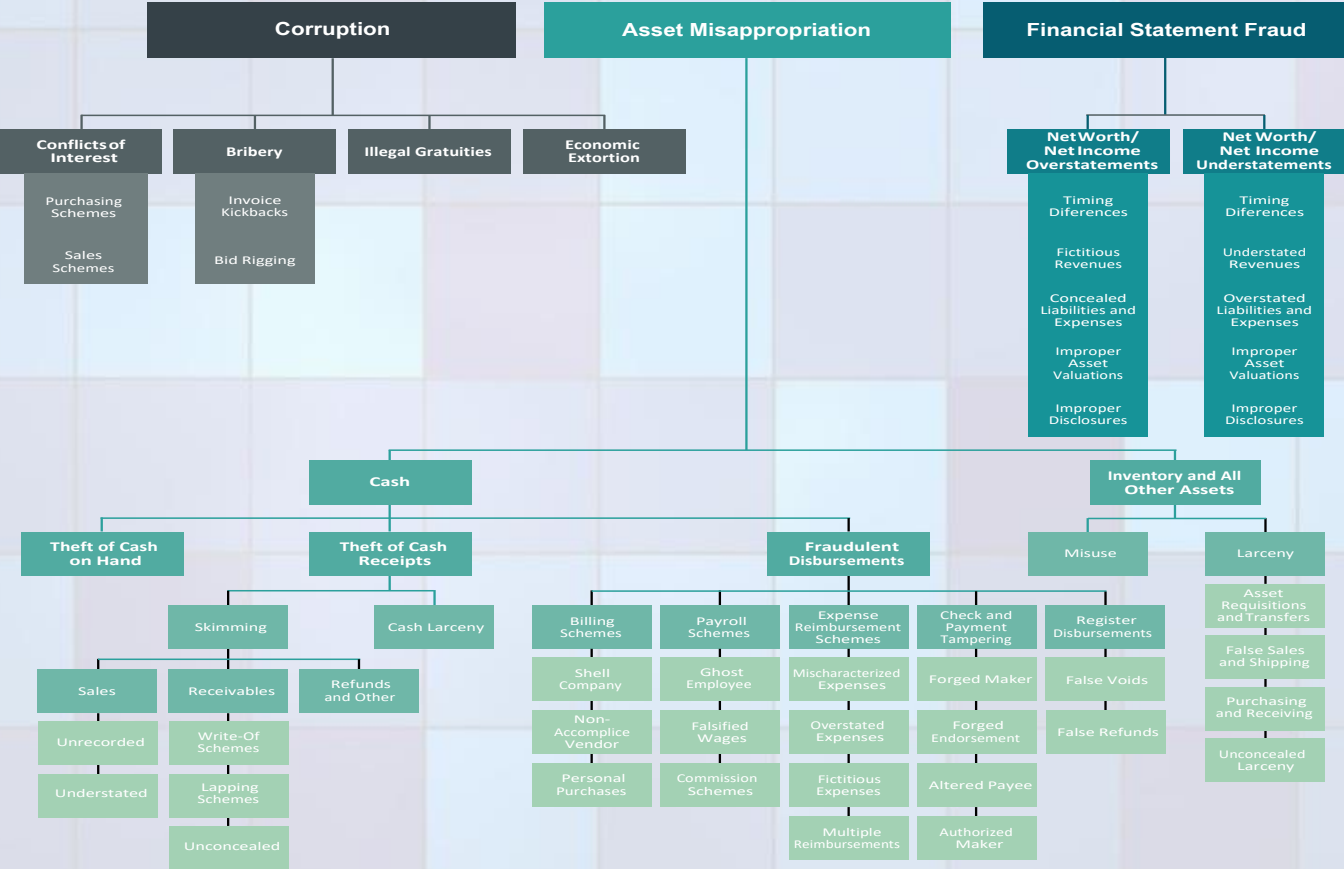 Corruption
Asset Misappropriation
Financial Statement Fraud
Conflicts of
Interest
Bribery
Illegal Gratuities
Economic
Extortion
Net Worth/
Net Income
Overstatements
Net Worth/
Net Income
Understatements
Purchasing
Schemes
Sales
Schemes
Invoice
Kickbacks
Bid Rigging
Timing
Diferences
Fictitious
Revenues
Concealed
Liabilities and
Expenses
Improper
Asset
Valuations
Improper
Disclosures
Timing
Diferences
Understated
Revenues
Overstated
Liabilities and
Expenses
Improper
Asset
Valuations
Improper
Disclosures
Cash
Inventory and All
Other Assets
Theft of Cash
on Hand
Theft of Cash
Receipts
Fraudulent
Disbursements
Misuse
Larceny
Skimming
Cash Larceny
Sales
Unrecorded
Understated
Receivables
Write-Of
Schemes
Lapping
Schemes
Unconcealed
Refunds
and Other
Billing
Schemes
Shell
Company
Non-
Accomplice
Vendor
Personal
Purchases
Payroll
Schemes
Ghost
Employee
Falsified
Wages
Commission
Schemes
Expense
Reimbursement
Schemes
Mischaracterized
Expenses
Overstated
Expenses
Fictitious
Expenses
Multiple
Reimbursements
Check and
Payment
Tampering
Forged Maker
Forged
Endorsement
Altered Payee
Authorized
Maker
Register
Disbursements
False Voids
False Refunds
Asset
Requisitions
and Transfers
False Sales
and Shipping
Purchasing
and Receiving
Unconcealed
Larceny